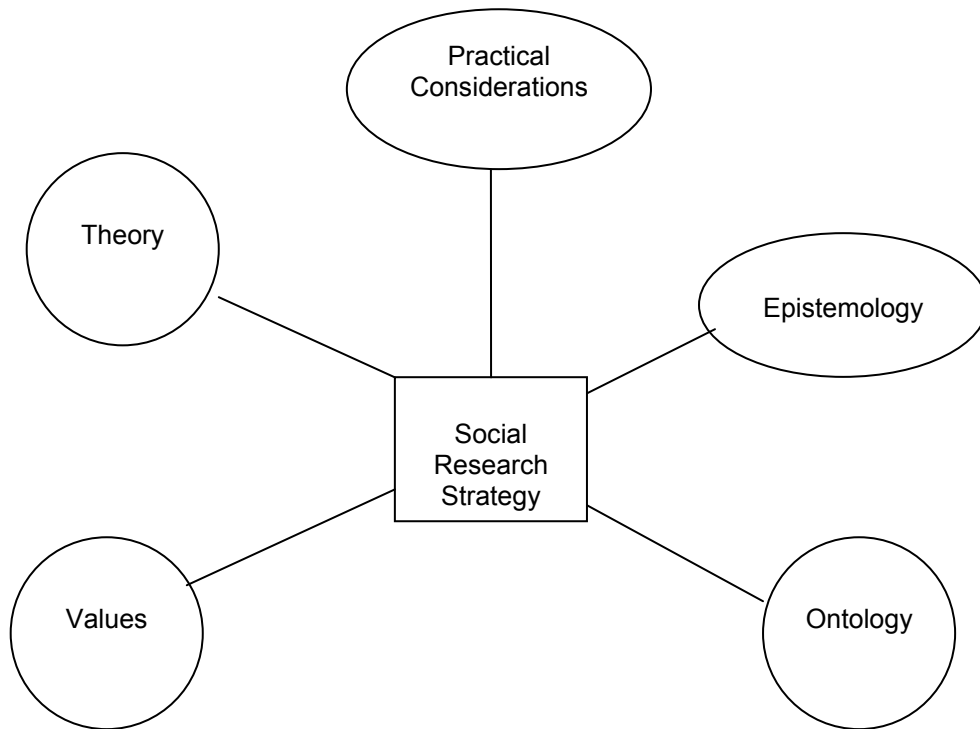 Practical
Considerations
Theory
Epistemology
Social
Research
Strategy
Values
Ontology